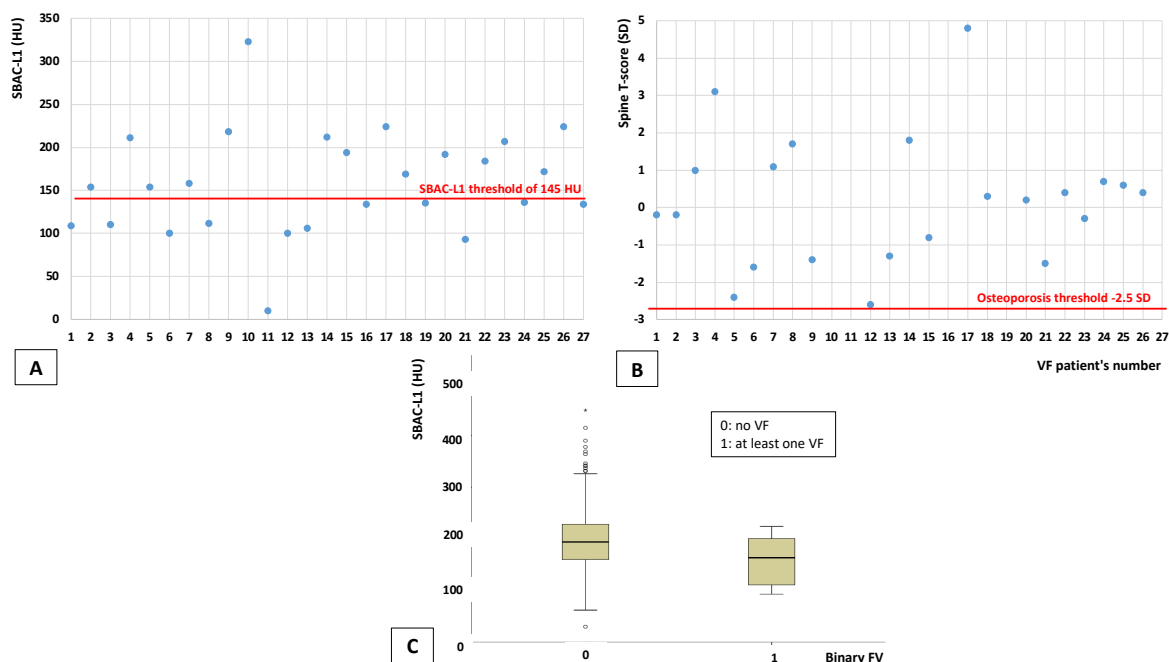 SBAC-L1 (HU)
350
300
250
200
150
100
50
0
SBAC-L1 threshold of 145 HU
1 2 3 4 5 6 7 8 9 10 11 12 13 14 15 16 17 18 19 20 21 22 23 24 25 26 27
A
Spine T-score (SD)
5
4
3
2
1
0
-1
-2
-3
Osteoporosis threshold -2.5 SD
1 2 3 4 5 6 7 8 9 10 11 12 13 14 15 16 17 18 19 20 21 22 23 24 25 26 27
B
VF patient's number
SBAC-L1 (HU)
500
400
300
200
100
0
0: no VF
1: at least one VF
C
0 1 Binary FV